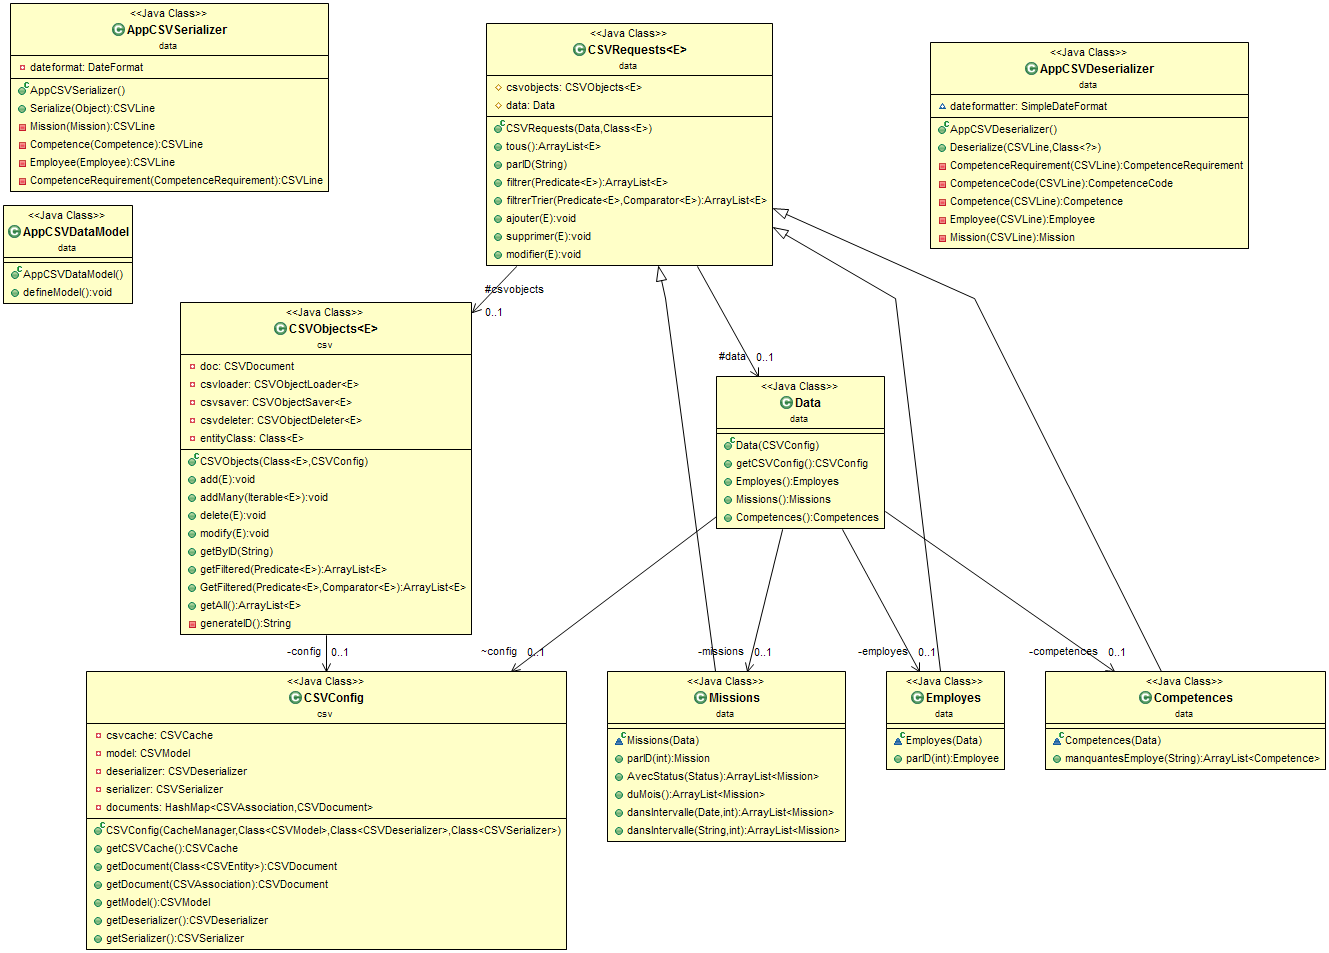 <<Java Class>>
AppCSVSerializer
data
dateformat: DateFormat
AppCSVSerializer()
Serialize(Object):CSVLine
Mission(Mission):CSVLine
Competence(Competence):CSVLine
Employee(Employee):CSVLine
CompetenceRequirement(CompetenceRequirement):CSVLine
<<Java Class>>
AppCSVDataModel
data
AppCSVDataModel()
defineModel():void
<<Java Class>>
CSVRequests<E>
data
csvobjects: CSVObjects<E>
data: Data
CSVRequests(Data,Class<E>)
tous():ArrayList<E>
parID(String)
filtrer(Predicate<E>):ArrayList<E>
filtrerTrier(Predicate<E>,Comparator<E>):ArrayList<E>
ajouter(E):void
supprimer(E):void
modifier(E):void
<<Java Class>>
AppCSVDeserializer
data
dateformatter: SimpleDateFormat
AppCSVDeserializer()
Deserialize(CSVLine,Class<?>)
CompetenceRequirement(CSVLine):CompetenceRequirement
CompetenceCode(CSVLine):CompetenceCode
Competence(CSVLine):Competence
Employee(CSVLine):Employee
Mission(CSVLine):Mission
#csvobjects
0..1
<<Java Class>>
CSVObjects<E>
csv
doc: CSVDocument
csvloader: CSVObjectLoader<E>
csvsaver: CSVObjectSaver<E>
csvdeleter: CSVObjectDeleter<E>
entityClass: Class<E>
CSVObjects(Class<E>,CSVConfig)
add(E):void
addMany(Iterable<E>):void
delete(E):void
modify(E):void
getByID(String)
getFiltered(Predicate<E>):ArrayList<E>
GetFiltered(Predicate<E>,Comparator<E>):ArrayList<E>
getAll():ArrayList<E>
generateID():String
#data 0..1
<<Java Class>>
Data
data
Data(CSVConfig)
getCSVConfig():CSVConfig
Employes():Employes
Missions():Missions
Competences():Competences
-config 0..1
~config 0..1
-missions 0..1
-employes 0..1
-competences 0..1
<<Java Class>>
CSVConfig
csv
csvcache: CSVCache
model: CSVModel
deserializer: CSVDeserializer
serializer: CSVSerializer
documents: HashMap<CSVAssociation,CSVDocument>
CSVConfig(CacheManager,Class<CSVModel>,Class<CSVDeserializer>,Class<CSVSerializer>)
getCSVCache():CSVCache
getDocument(Class<CSVEntity>):CSVDocument
getDocument(CSVAssociation):CSVDocument
getModel():CSVModel
getDeserializer():CSVDeserializer
getSerializer():CSVSerializer
<<Java Class>>
Missions
data
Missions(Data)
parID(int):Mission
AvecStatus(Status):ArrayList<Mission>
duMois():ArrayList<Mission>
dansIntervalle(Date,int):ArrayList<Mission>
dansIntervalle(String,int):ArrayList<Mission>
<<Java Class>>
Employes
data
Employes(Data)
parID(int):Employee
<<Java Class>>
Competences
data
Competences(Data)
manquantesEmploye(String):ArrayList<Competence>